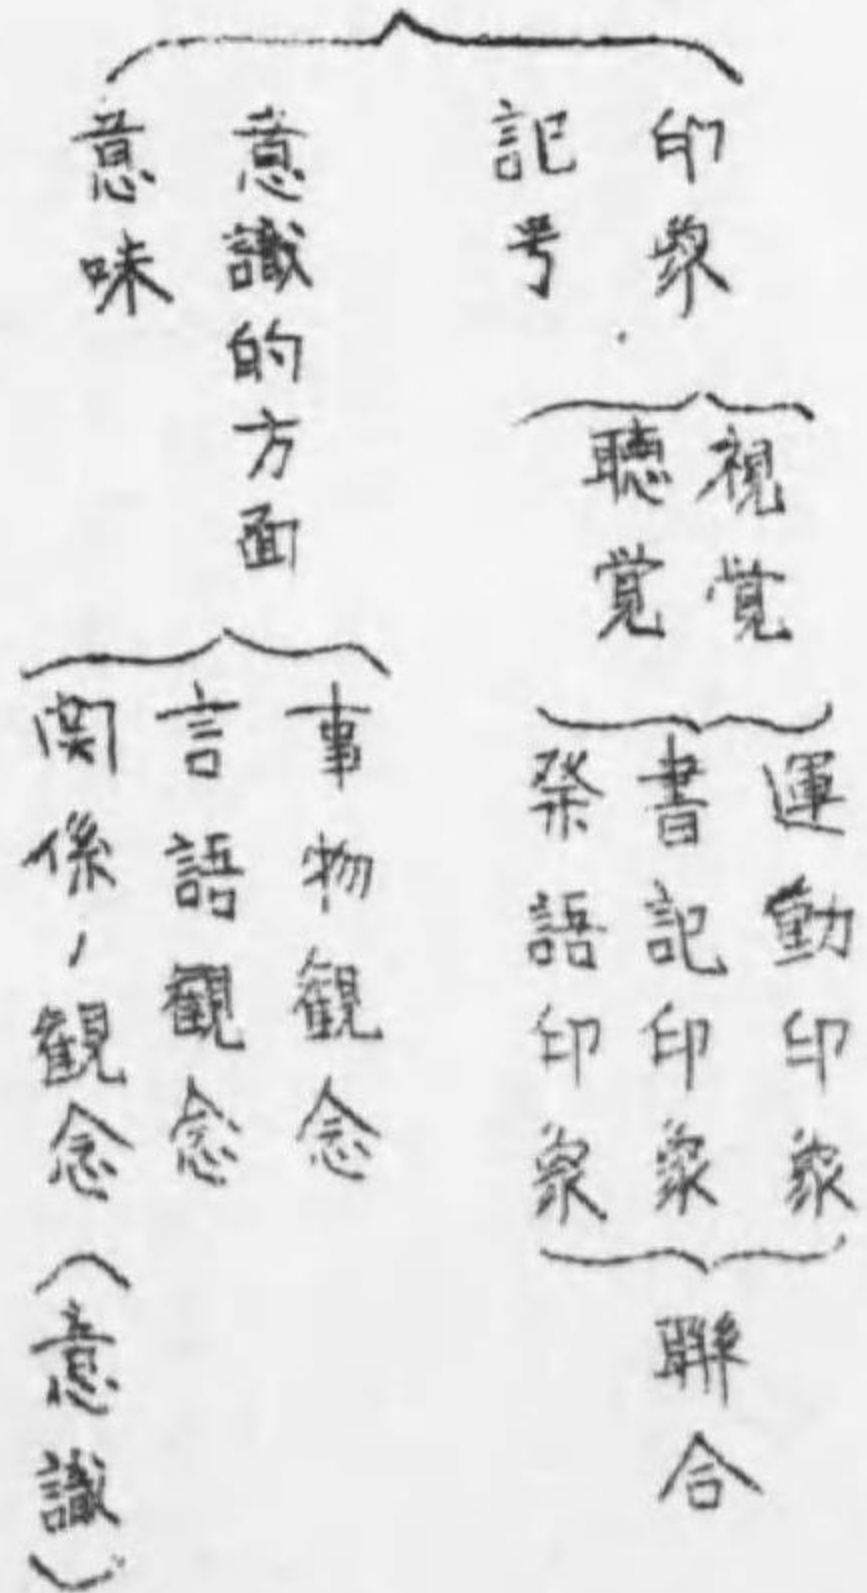 印象
記号
視覚
聴覚
運動印象
書記印象
発語印象
聯合
意識的方面
意味
事物観念
言語観念
関係ノ観念(意識)